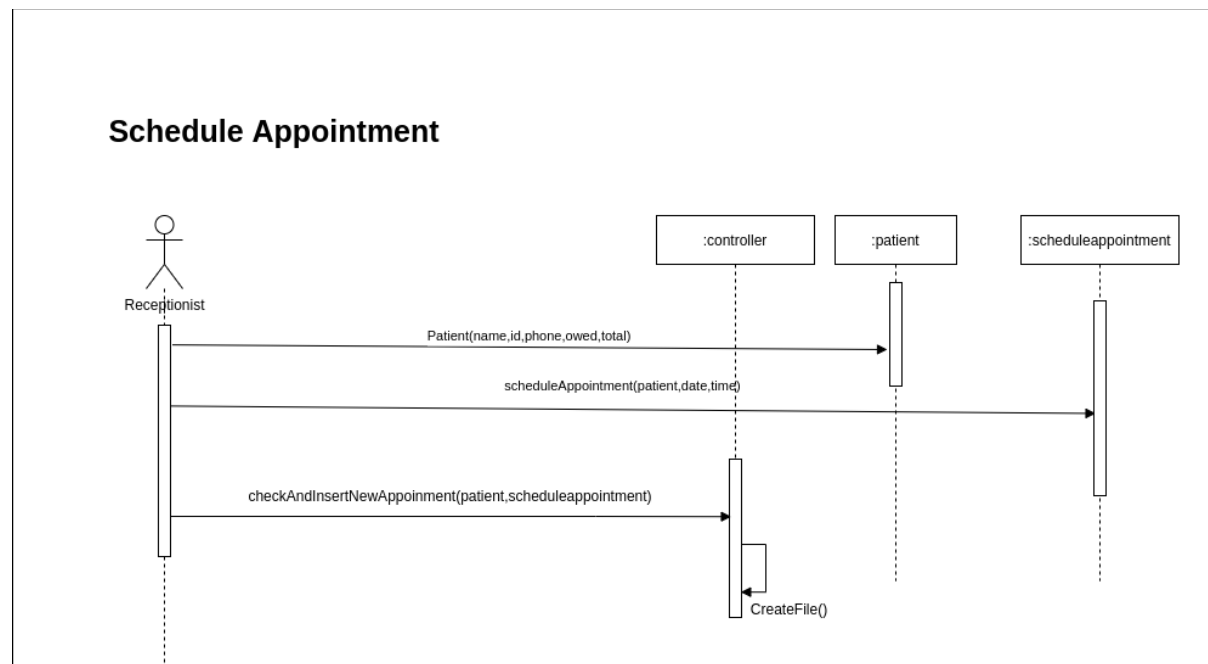 Schedule Appointment
Receptionist
:controller
:patient
:scheduleappointment
Patient(name,id,phone,owed,total)
scheduleAppointment(patient,date,time)
checkAndInsertNewAppoinment(patient,scheduleappointment)
CreateFile()